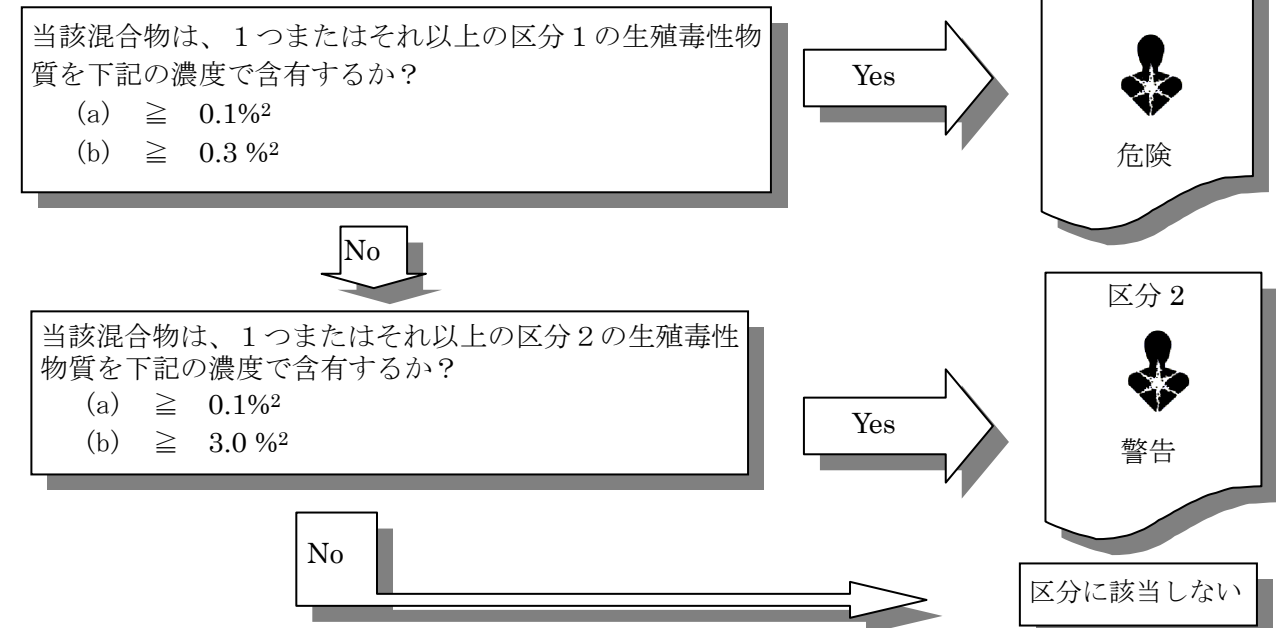 当該混合物は、１つまたはそれ以上の区分１の生殖毒性物
質を下記の濃度で含有するか？
(a) ≧ 0.1%²
(b) ≧ 0.3 %²
Yes
危険
No
当該混合物は、１つまたはそれ以上の区分２の生殖毒性
物質を下記の濃度で含有するか？
(a) ≧ 0.1%²
(b) ≧ 3.0 %²
Yes
区分 2
警告
No
区分に該当しない